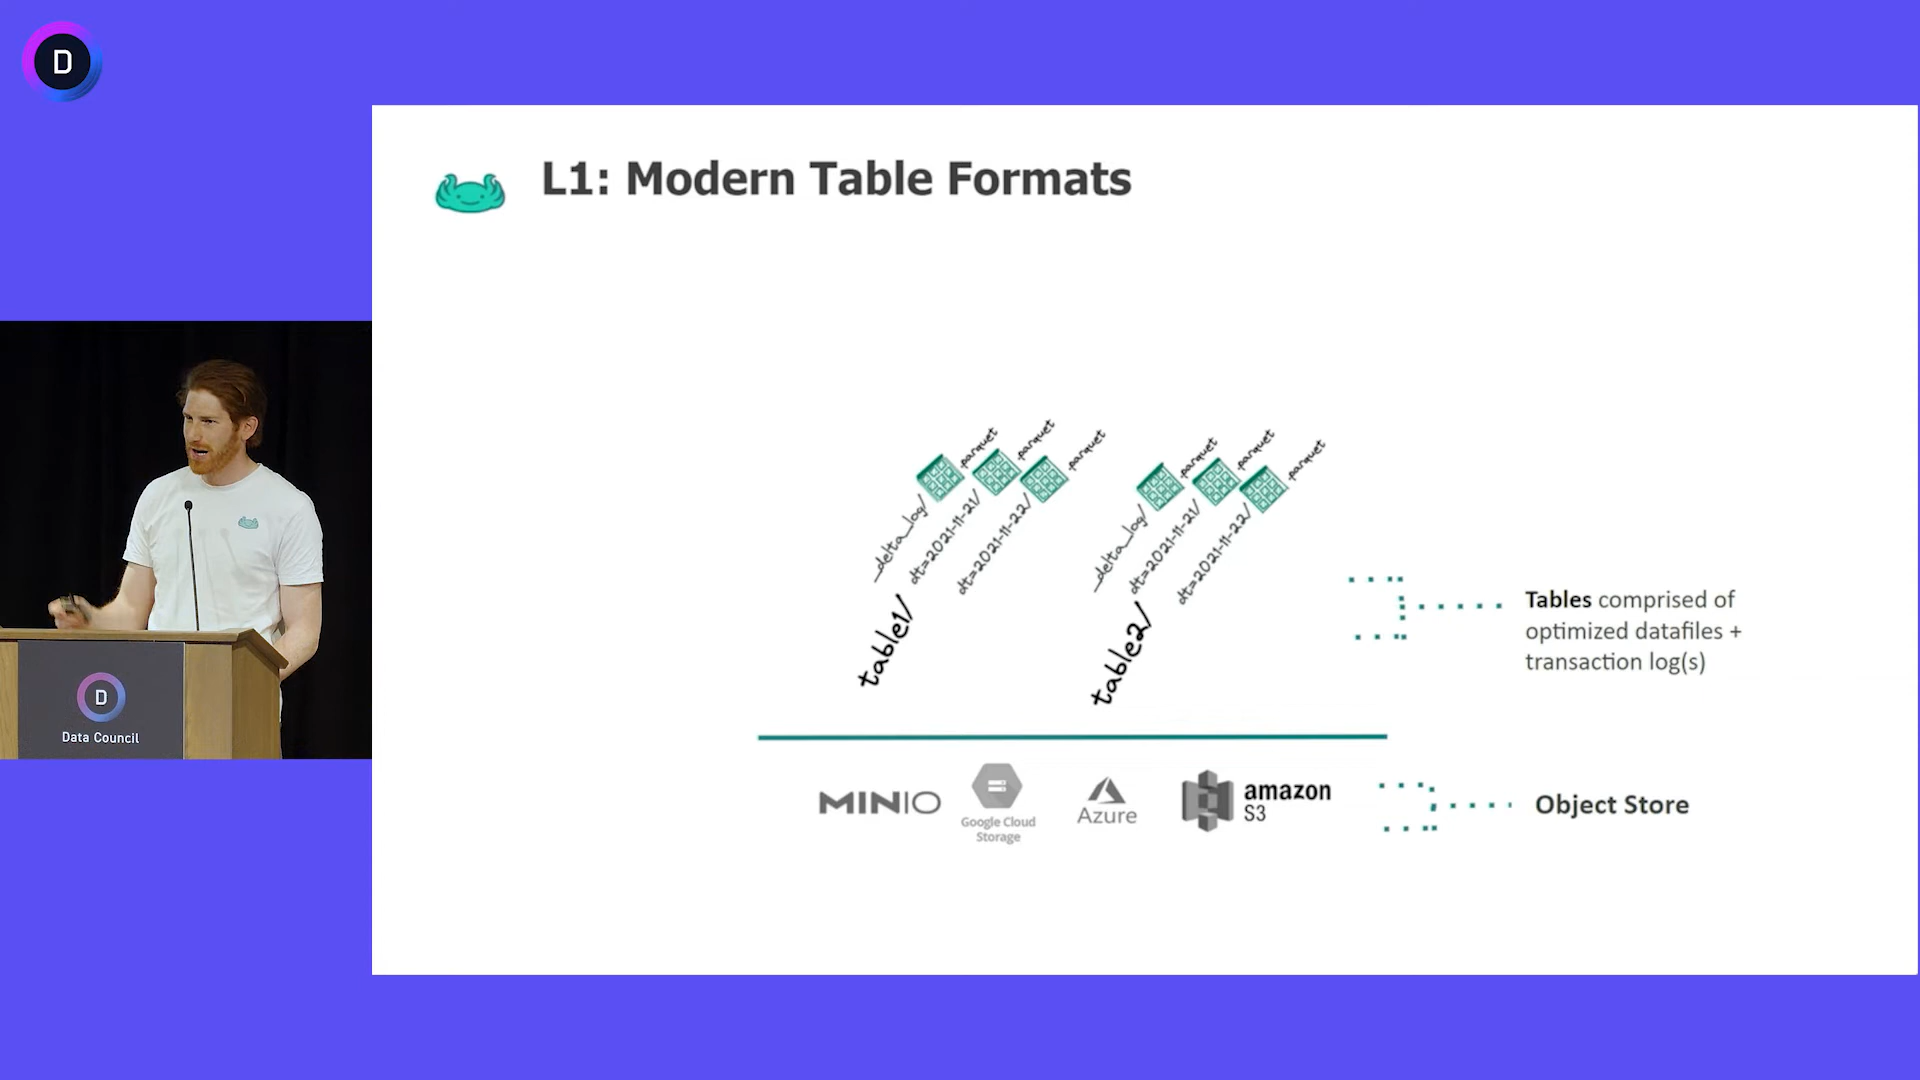 D
L1: Modern Table Formats
.parquet
.parquet
.parquet
_delta_log/
dt=2021-11-21/
dt=2021-11-22/
table1/
.parquet
.parquet
.parquet
_delta_log/
dt=2021-11-21/
dt=2021-11-22/
table2/
Tables comprised of
optimized datafiles +
transaction log(s)
MINIO
Google Cloud
Storage
Azure
amazon
S3
Object Store
D
Data Council